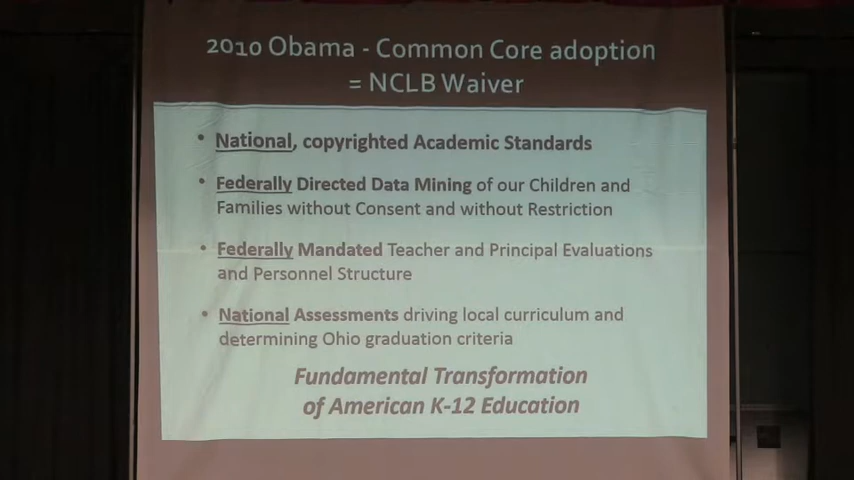 2010 Obama - Common Core adoption
= NCLB Waiver
• National, copyrighted Academic Standards
• Federally Directed Data Mining of our Children and
Families without Consent and without Restriction
• Federally Mandated Teacher and Principal Evaluations
and Personnel Structure
• National Assessments driving local curriculum and
determining Ohio graduation criteria
Fundamental Transformation
of American K-12 Education